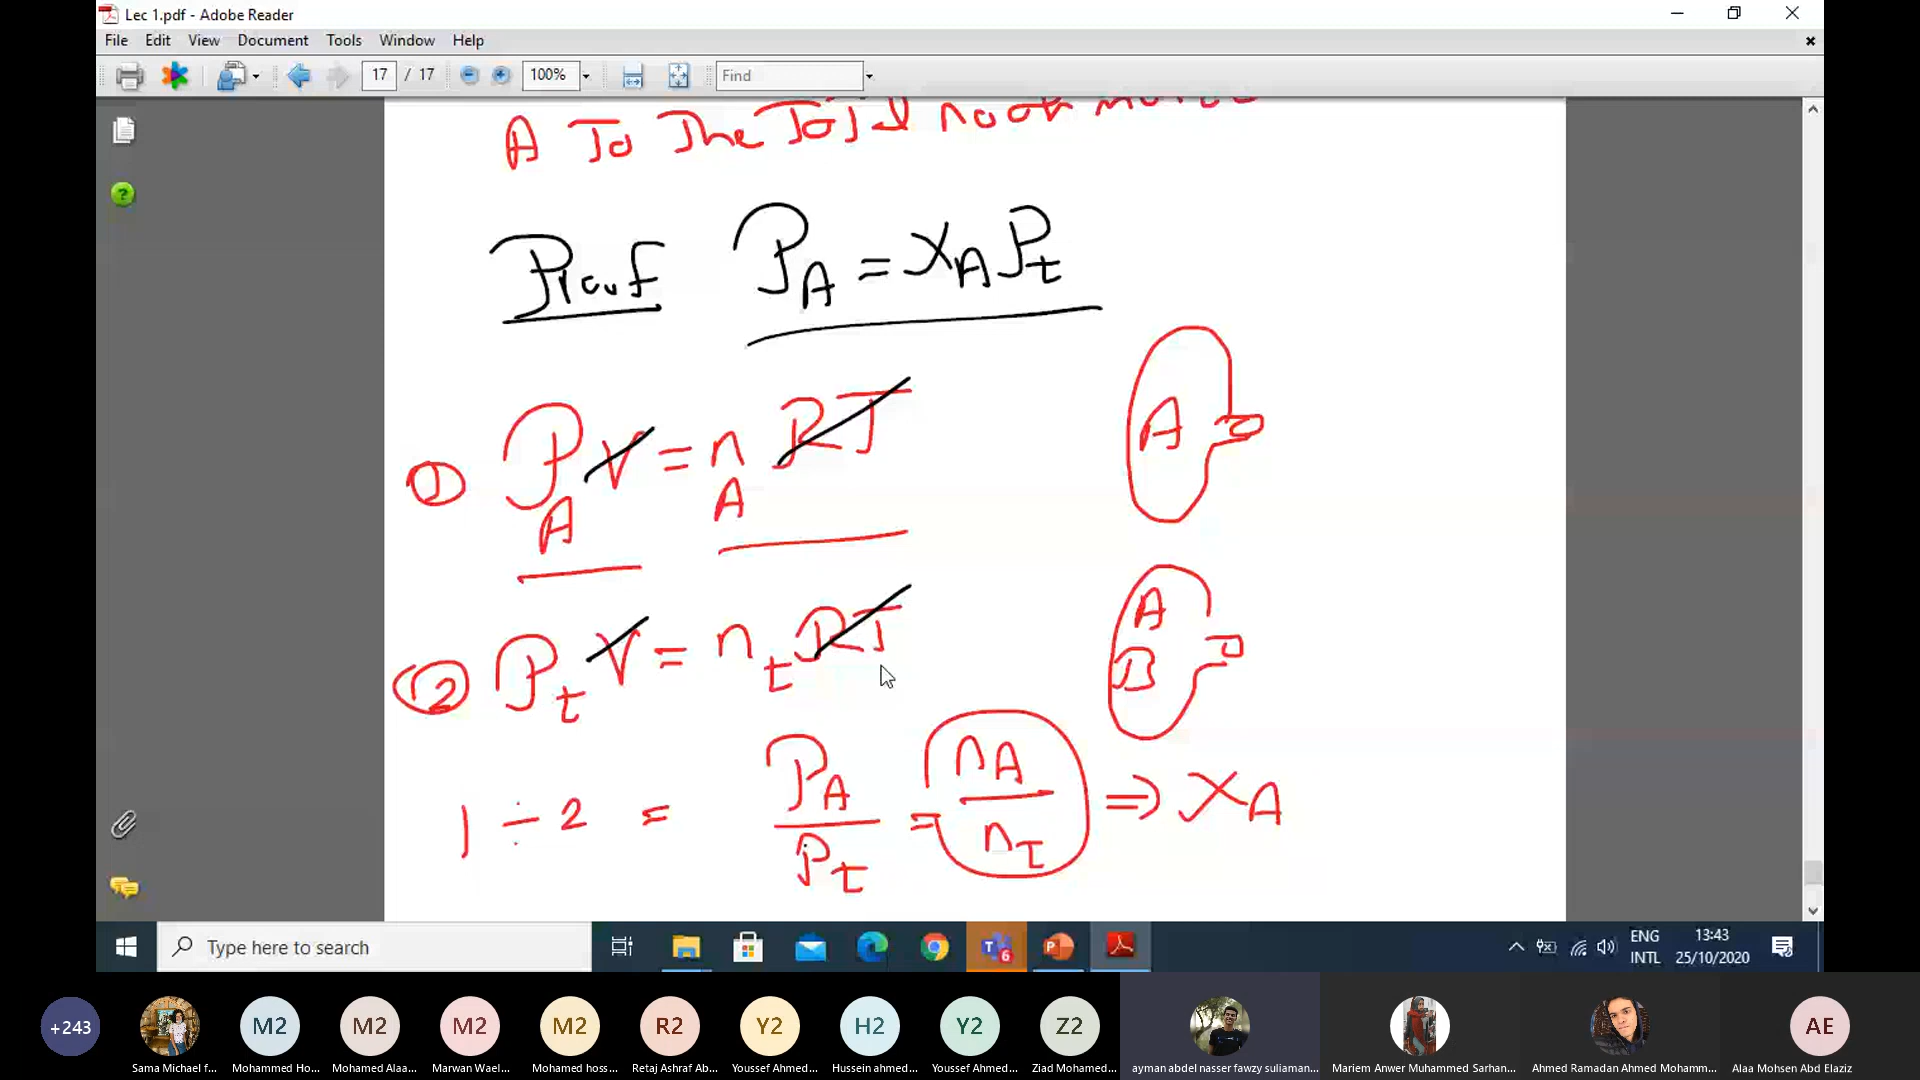 Lec 1.pdf - Adobe Reader
File Edit View Document Tools Window Help
17 / 17 100% Find
A To The Total no of
Proof P_A = X_A P_t
① P_A V = n_A RT
A
② P_t V = n_t RT
A
B
1 ÷ 2 = P_A / P_t = n_A / n_t ⇒ X_A
Type here to search
6
ENG 13:43
INTL 25/10/2020
+243 M2 M2 M2 M2 R2 Y2 H2 Y2 Z2 AE
Sama Michael f... Mohammed Ho... Mohamed Alaa... Marwan Wael... Mohamed hoss... Retaj Ashraf Ab... Youssef Ahmed... Hussein ahmed... Youssef Ahmed... Ziad Mohamed... ayman abdel nasser fawzy suliaman... Mariem Anwer Muhammed Sarhan... Ahmed Ramadan Ahmed Mohamm... Alaa Mohsen Abd Elaziz